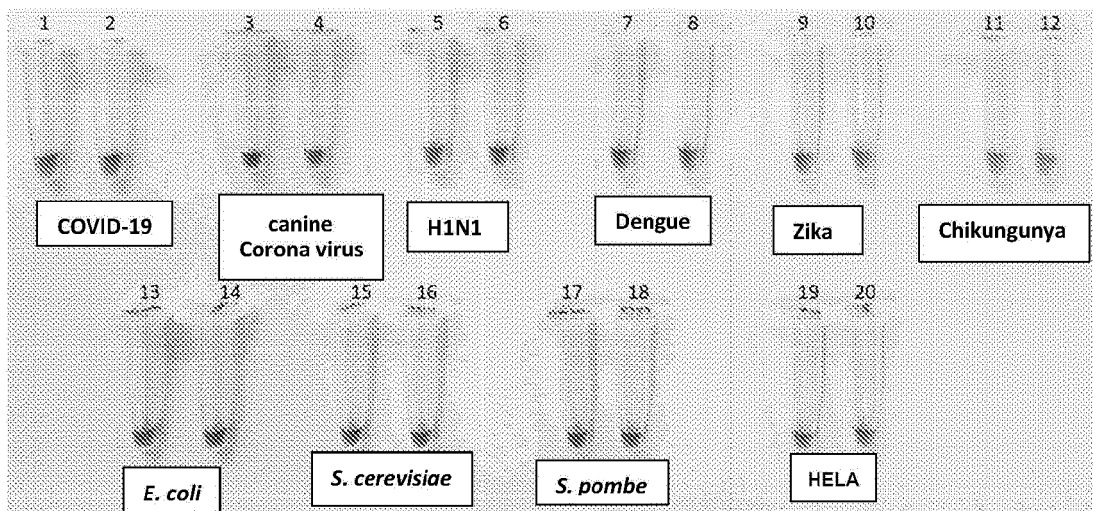 1 2 3 4 5 6 7 8 9 10 11 12
COVID-19
canine
Corona virus
H1N1
Dengue
Zika
Chikungunya
13 14 15 16 17 18 19 20
E. coli
S. cerevisiae
S. pombe
HELA